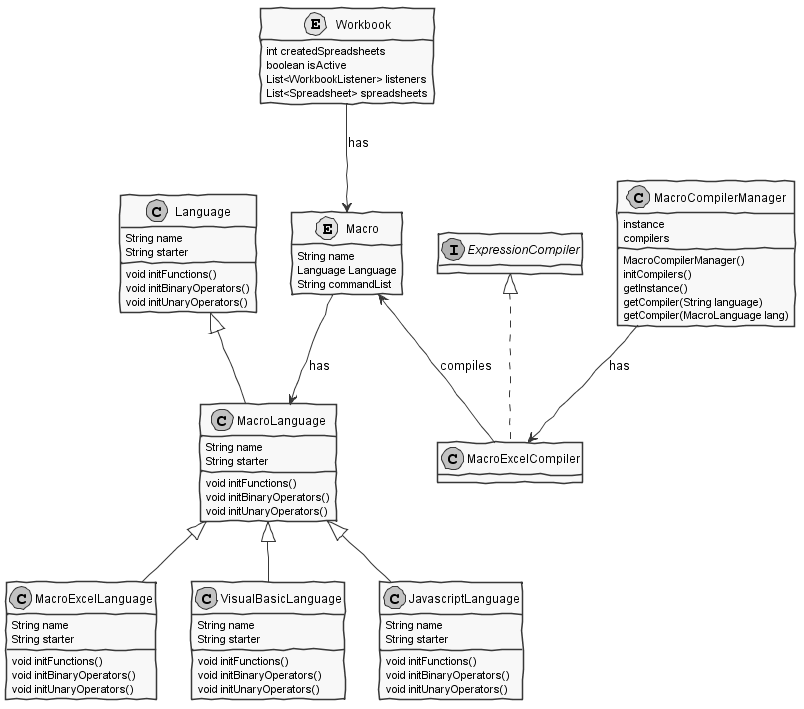 E Workbook
int createdSpreadsheets
boolean isActive
List<WorkbookListener> listeners
List<Spreadsheet> spreadsheets
has
C Language
String name
String starter
void initFunctions()
void initBinaryOperators()
void initUnaryOperators()
E Macro
String name
Language Language
String commandList
I ExpressionCompiler
C MacroCompilerManager
instance
compilers
MacroCompilerManager()
initCompilers()
getInstance()
getCompiler(String language)
getCompiler(MacroLanguage lang)
has
compiles
has
C MacroLanguage
String name
String starter
void initFunctions()
void initBinaryOperators()
void initUnaryOperators()
C MacroExcelCompiler
C MacroExcelLanguage
String name
String starter
void initFunctions()
void initBinaryOperators()
void initUnaryOperators()
C VisualBasicLanguage
String name
String starter
void initFunctions()
void initBinaryOperators()
void initUnaryOperators()
C JavascriptLanguage
String name
String starter
void initFunctions()
void initBinaryOperators()
void initUnaryOperators()